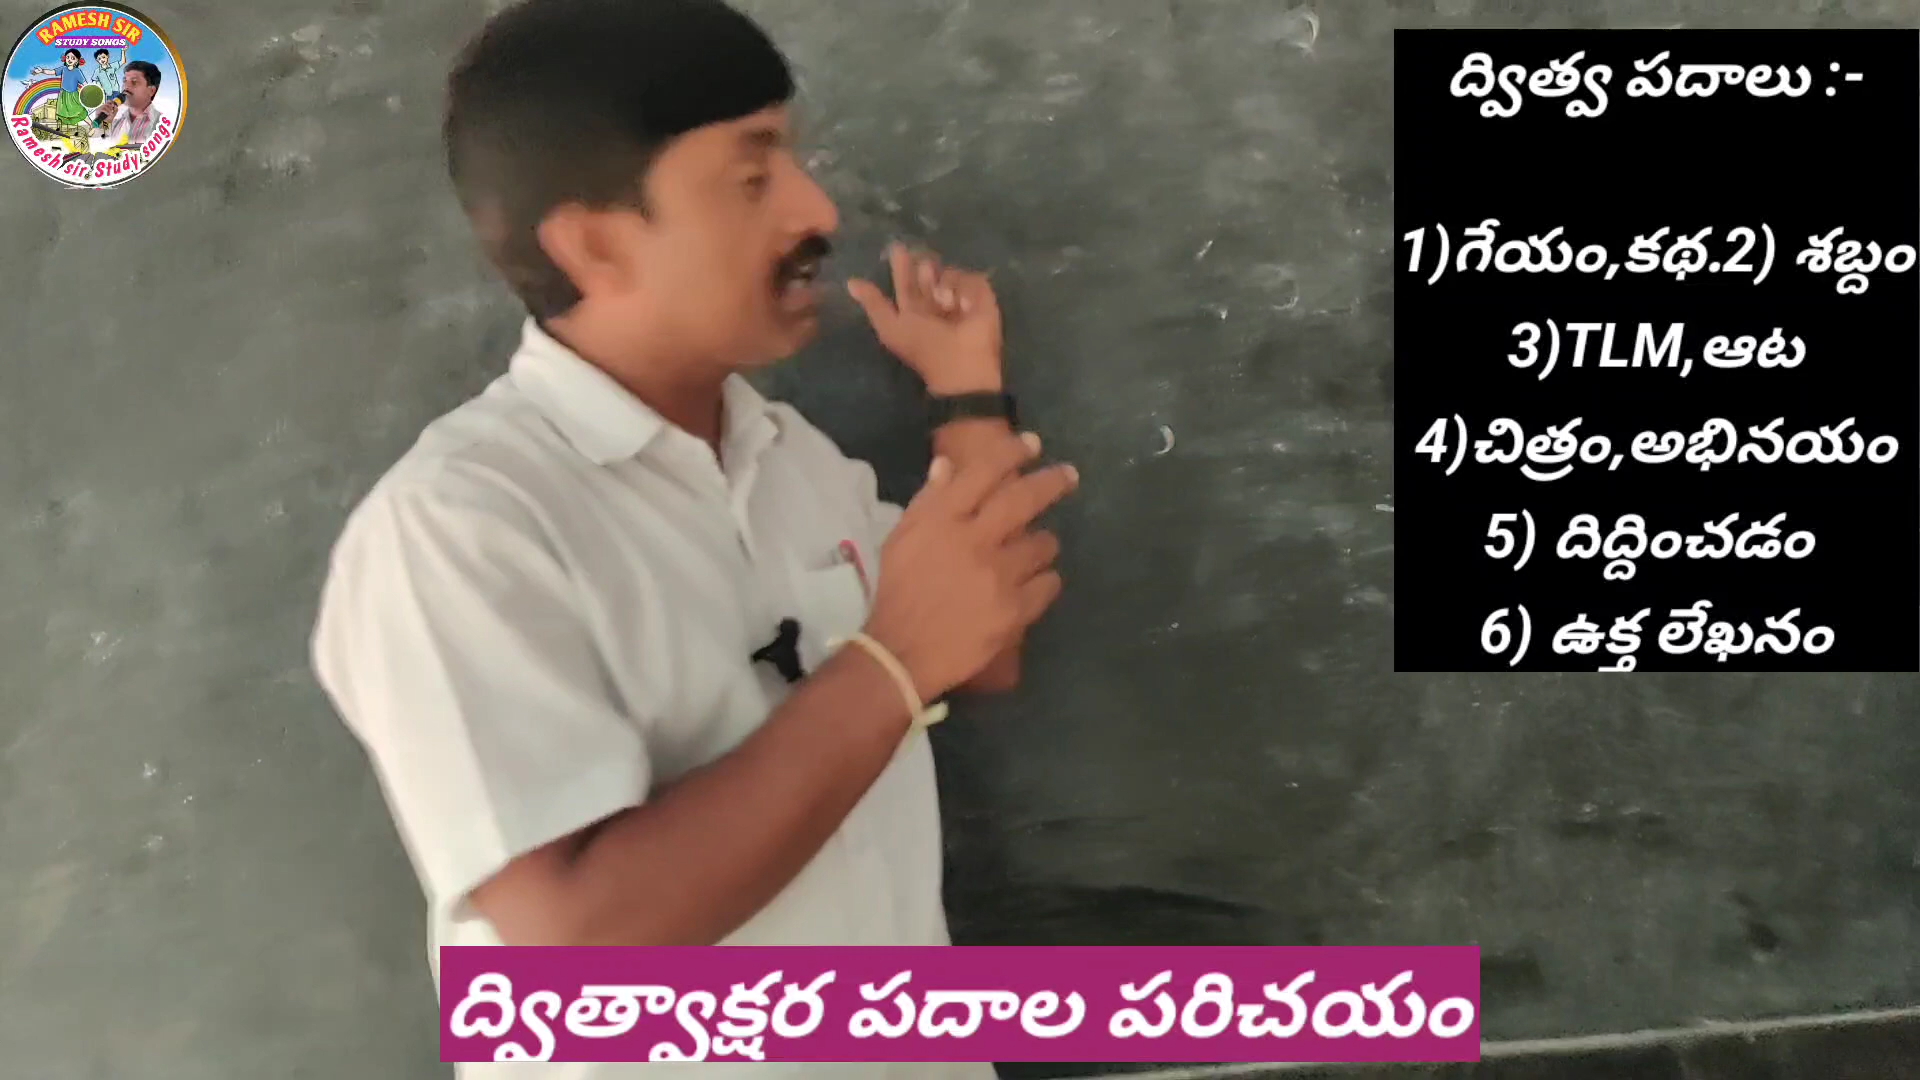 RAMESH SIR
STUDY SONGS
Ramesh sir Study songs
ద్విత్వ పదాలు :-
1)గేయం,కథ.2) శబ్దం
3)TLM,ఆట
4)చిత్రం,అభినయం
5) దిద్దించడం
6) ఉక్త లేఖనం
ద్విత్వాక్షర పదాల పరిచయం